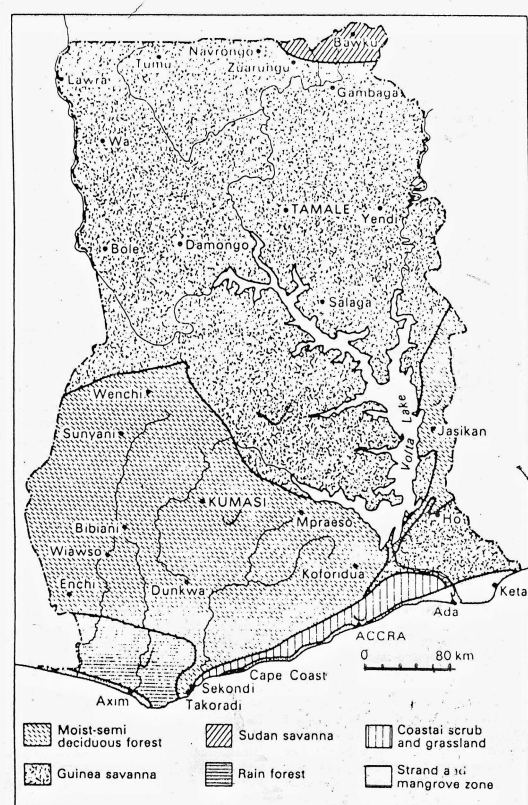 Bawku
Navrongo
Tumu
Zuarungu
Lawra
Gambaga
Wa
TAMALE
Yendi
Bole
Damongo
Salaga
Wenchi
Volta Lake
Sunyani
Jasikan
KUMASI
Mpraeso
Ho
Bibiani
Wiawso
Koforidua
Enchi
Dunkwa
Keta
Ada
ACCRA
0 80 km
Cape Coast
Sekondi
Axim
Takoradi
Moist-semi
deciduous forest
Sudan savanna
Coastal scrub
and grassland
Guinea savanna
Rain forest
Strand and
mangrove zone